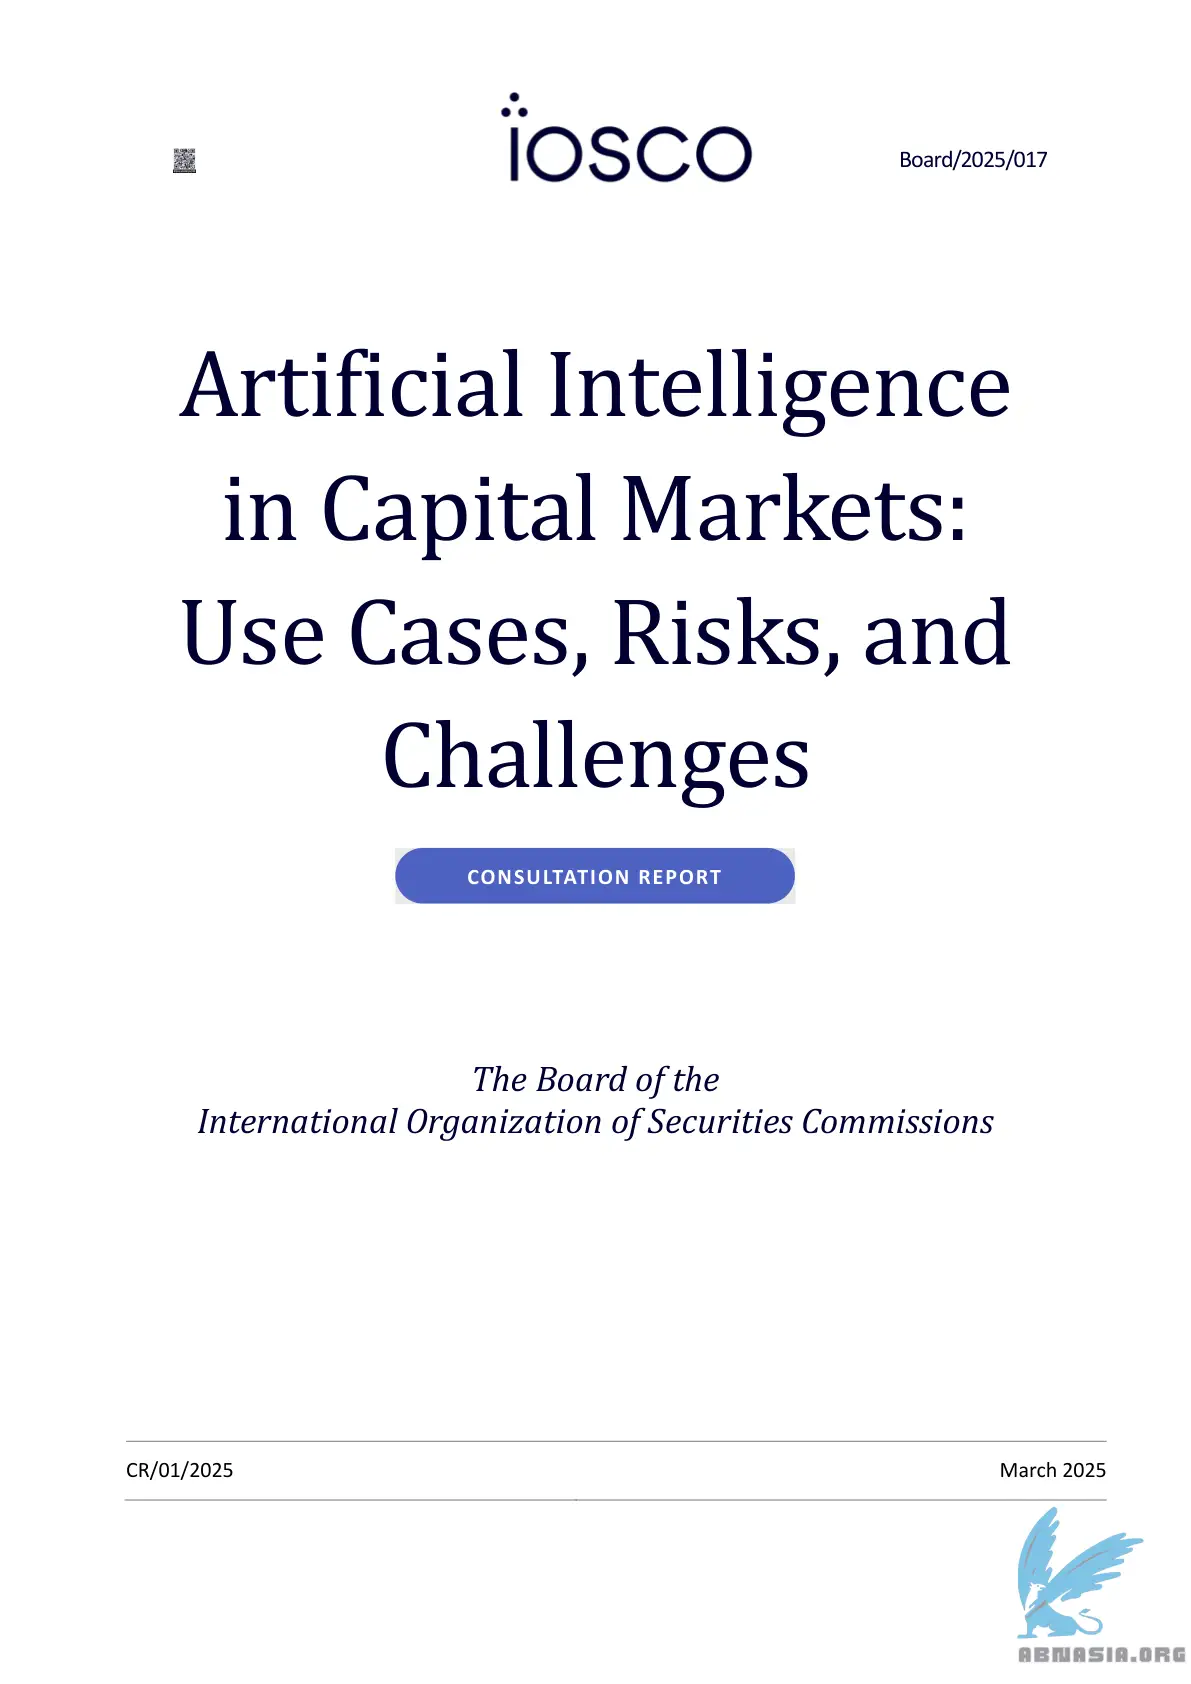 iosco
Board/2025/017
Artificial Intelligence
in Capital Markets:
Use Cases, Risks, and
Challenges
CONSULTATION REPORT
The Board of the
International Organization of Securities Commissions
CR/01/2025
March 2025
ABNASIA.ORG